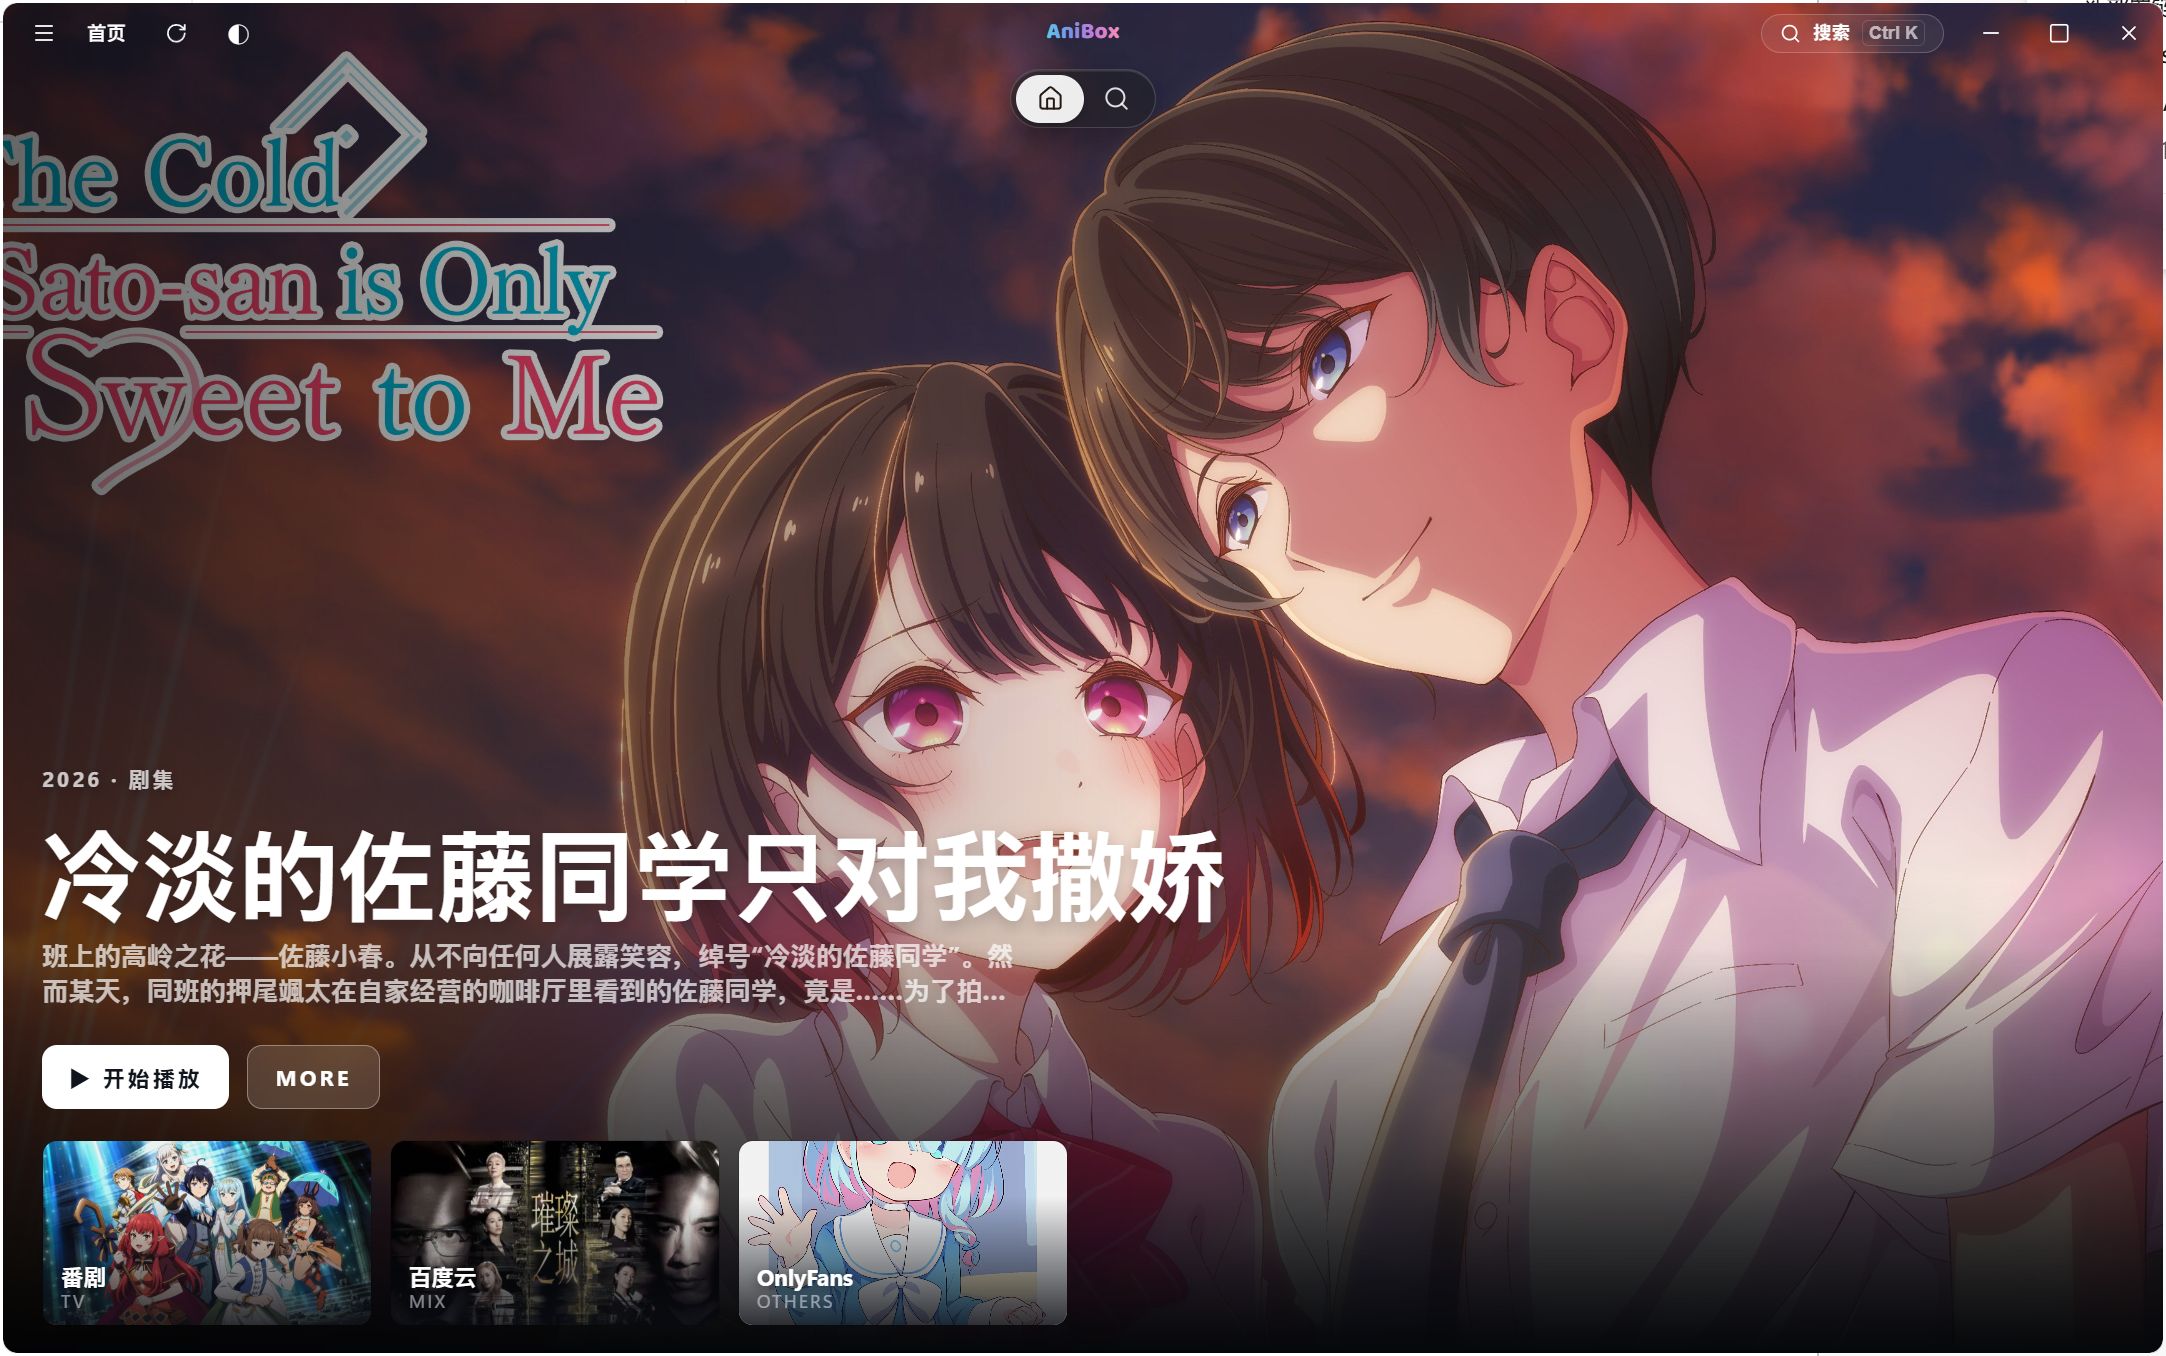 首页
AniBox
搜索 Ctrl K
The Cold
Sato-san is Only
Sweet to Me
2026 · 剧集
冷淡的佐藤同学只对我撒娇
班上的高岭之花——佐藤小春。从不向任何人展露笑容，绰号“冷淡的佐藤同学”。然
而某天，同班的押尾颯太在自家经营的咖啡厅里看到的佐藤同学，竟是……为了拍...
开始播放
MORE
璀璨
之城
番剧
TV
百度云
MIX
OnlyFans
OTHERS